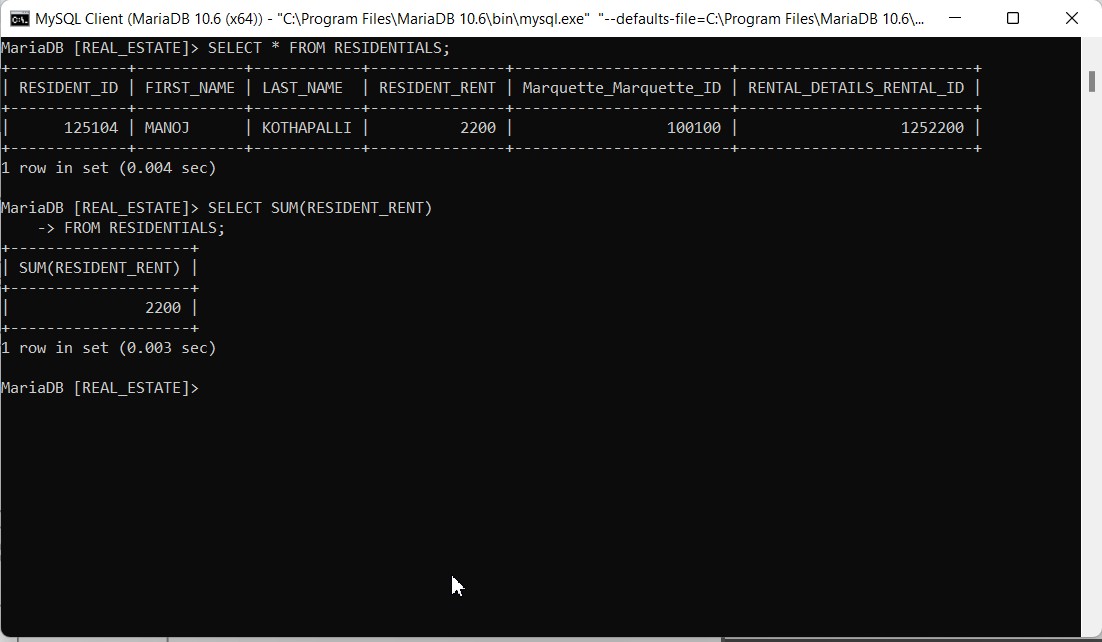 MySQL Client (MariaDB 10.6 (x64)) - "C:\Program Files\MariaDB 10.6\bin\mysql.exe"  "--defaults-file=C:\Program Files\MariaDB 10.6\...
MariaDB [REAL_ESTATE]> SELECT * FROM RESIDENTIALS;
+-------------+------------+------------+---------------+------------------------+--------------------------+
| RESIDENT_ID | FIRST_NAME | LAST_NAME  | RESIDENT_RENT | Marquette_Marquette_ID | RENTAL_DETAILS_RENTAL_ID |
+-------------+------------+------------+---------------+------------------------+--------------------------+
|      125104 | MANOJ      | KOTHAPALLI |          2200 |                 100100 |                  1252200 |
+-------------+------------+------------+---------------+------------------------+--------------------------+
1 row in set (0.004 sec)
MariaDB [REAL_ESTATE]> SELECT SUM(RESIDENT_RENT)
    -> FROM RESIDENTIALS;
+--------------------+
| SUM(RESIDENT_RENT) |
+--------------------+
|               2200 |
+--------------------+
1 row in set (0.003 sec)
MariaDB [REAL_ESTATE]>